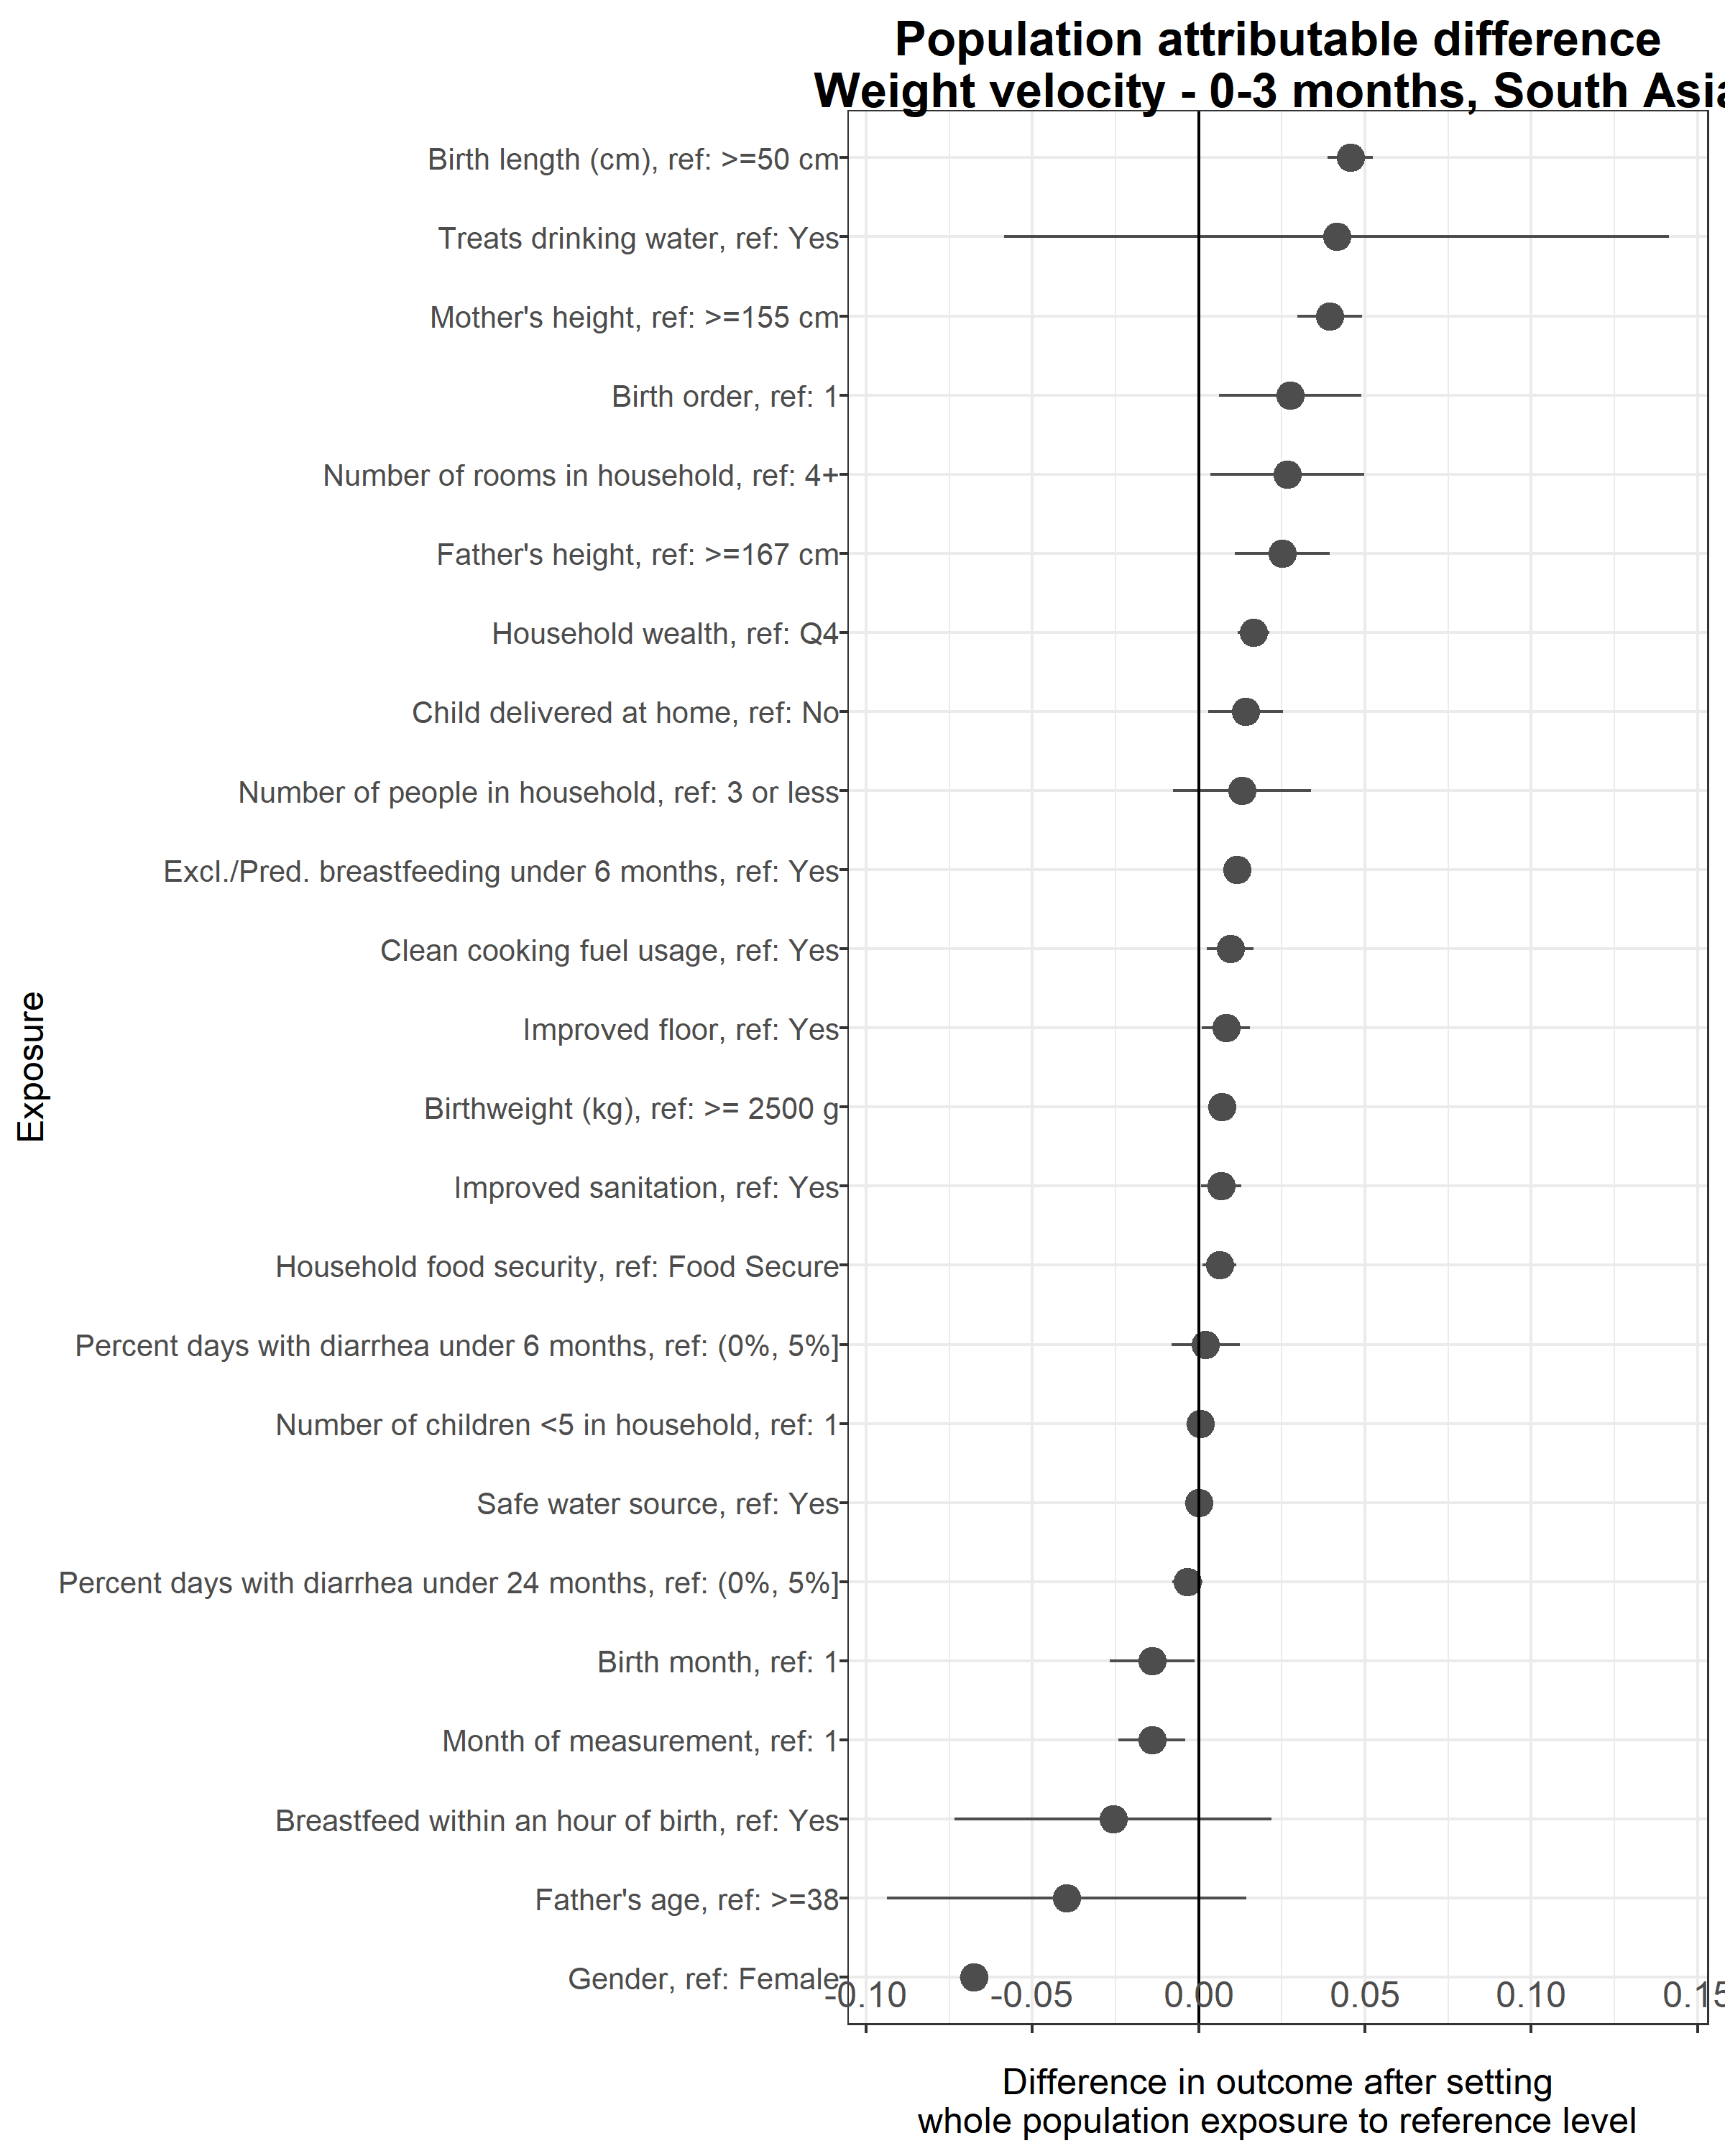 Population attributable difference
Weight velocity - 0-3 months, South Asia
Exposure
Birth length (cm), ref: >=50 cm
Treats drinking water, ref: Yes
Mother's height, ref: >=155 cm
Birth order, ref: 1
Number of rooms in household, ref: 4+
Father's height, ref: >=167 cm
Household wealth, ref: Q4
Child delivered at home, ref: No
Number of people in household, ref: 3 or less
Excl./Pred. breastfeeding under 6 months, ref: Yes
Clean cooking fuel usage, ref: Yes
Improved floor, ref: Yes
Birthweight (kg), ref: >= 2500 g
Improved sanitation, ref: Yes
Household food security, ref: Food Secure
Percent days with diarrhea under 6 months, ref: (0%, 5%]
Number of children <5 in household, ref: 1
Safe water source, ref: Yes
Percent days with diarrhea under 24 months, ref: (0%, 5%]
Birth month, ref: 1
Month of measurement, ref: 1
Breastfeed within an hour of birth, ref: Yes
Father's age, ref: >=38
Gender, ref: Female
-0.10 -0.05 0.00 0.05 0.10 0.15
Difference in outcome after setting
whole population exposure to reference level